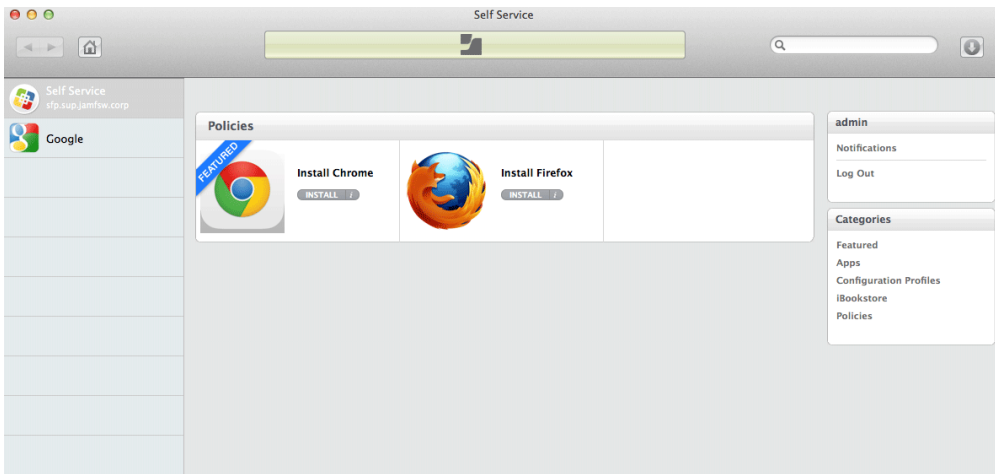 Self Service
Self Service
sfp.sup.jamfsw.corp
Google
Policies
FEATURED
Install Chrome
INSTALL i
Install Firefox
INSTALL i
admin
Notifications
Log Out
Categories
Featured
Apps
Configuration Profiles
iBookstore
Policies